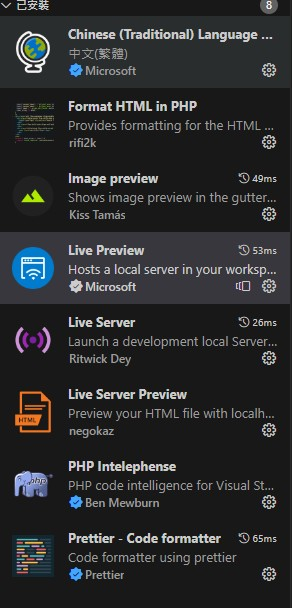 已安裝 8
Chinese (Traditional) Language ...
中文(繁體)
Microsoft
Format HTML in PHP
Provides formatting for the HTML ...
rifi2k
Image preview 49ms
Shows image preview in the gutter...
Kiss Tamás
Live Preview 53ms
Hosts a local server in your worksp...
Microsoft
Live Server 26ms
Launch a development local Server...
Ritwick Dey
HTML
Live Server Preview
Preview your HTML file with localh...
negokaz
php
PHP Intelephense
PHP code intelligence for Visual St...
Ben Mewburn
Prettier - Code formatter 65ms
Code formatter using prettier
Prettier